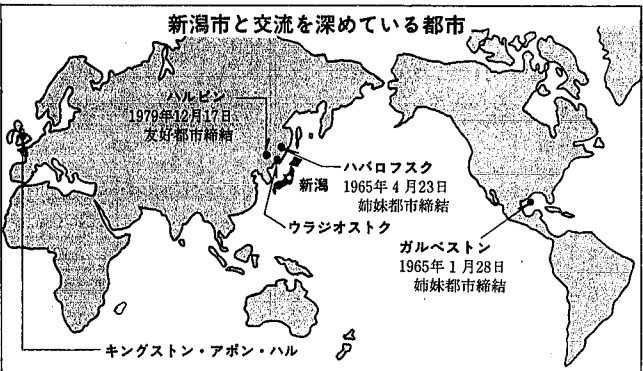 新潟市と交流を深めている都市
ハルビン
1979年12月17日
友好都市締結
ハバロフスク
1965年4月23日
姉妹都市締結
新潟
ウラジオストク
ガルベストン
1965年1月28日
姉妹都市締結
キングストン・アポン・ハル